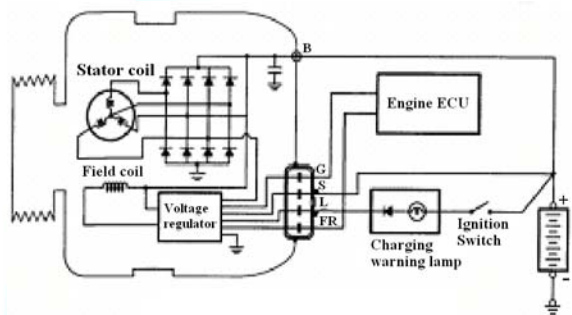 B
Stator coil
Engine ECU
Field coil
G
S
L
FR
Voltage
regulator
Charging
warning lamp
Ignition
Switch
+
-